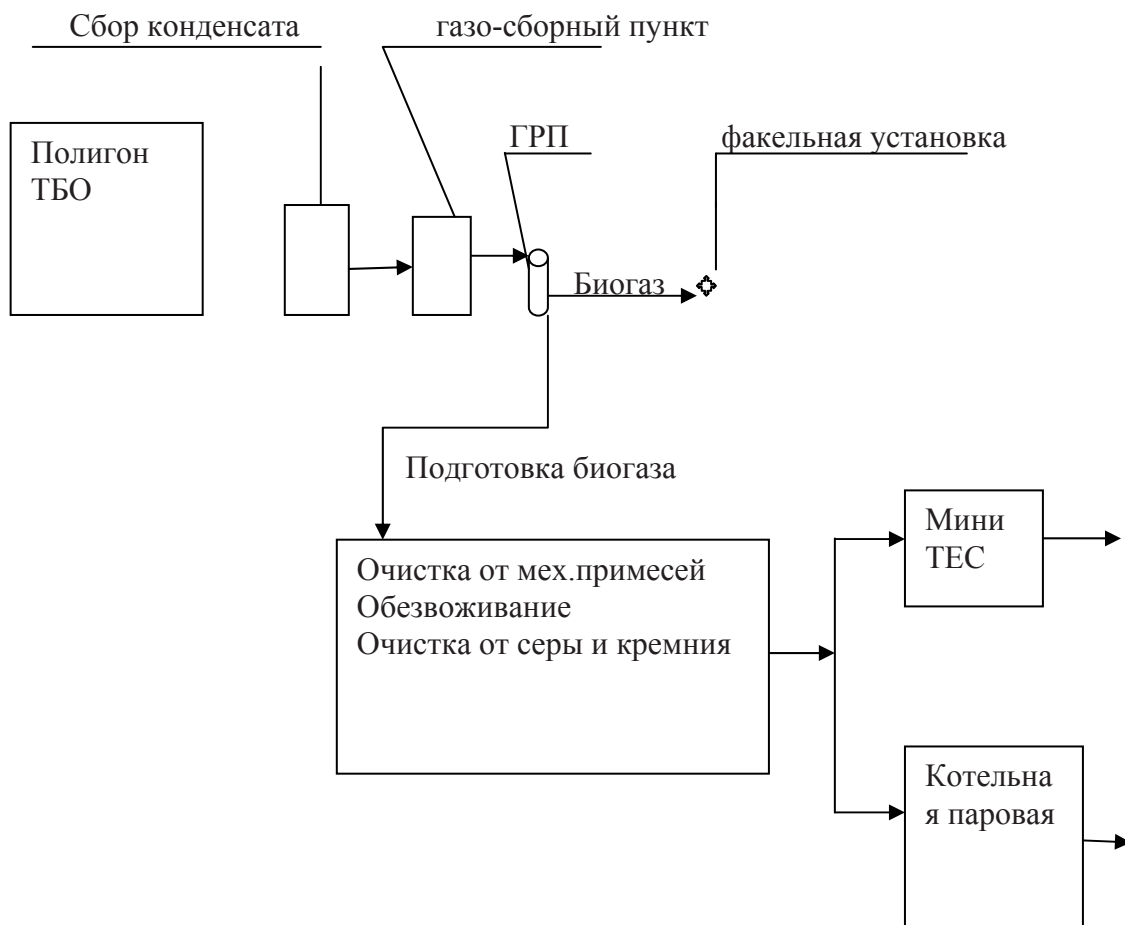 Сбор конденсата
газо-сборный пункт
Полигон
ТБО
ГРП
факельная установка
Биогаз
Подготовка биогаза
Очистка от мех.примесей
Обезвоживание
Очистка от серы и кремния
Мини
ТЕС
Котельна
я паровая